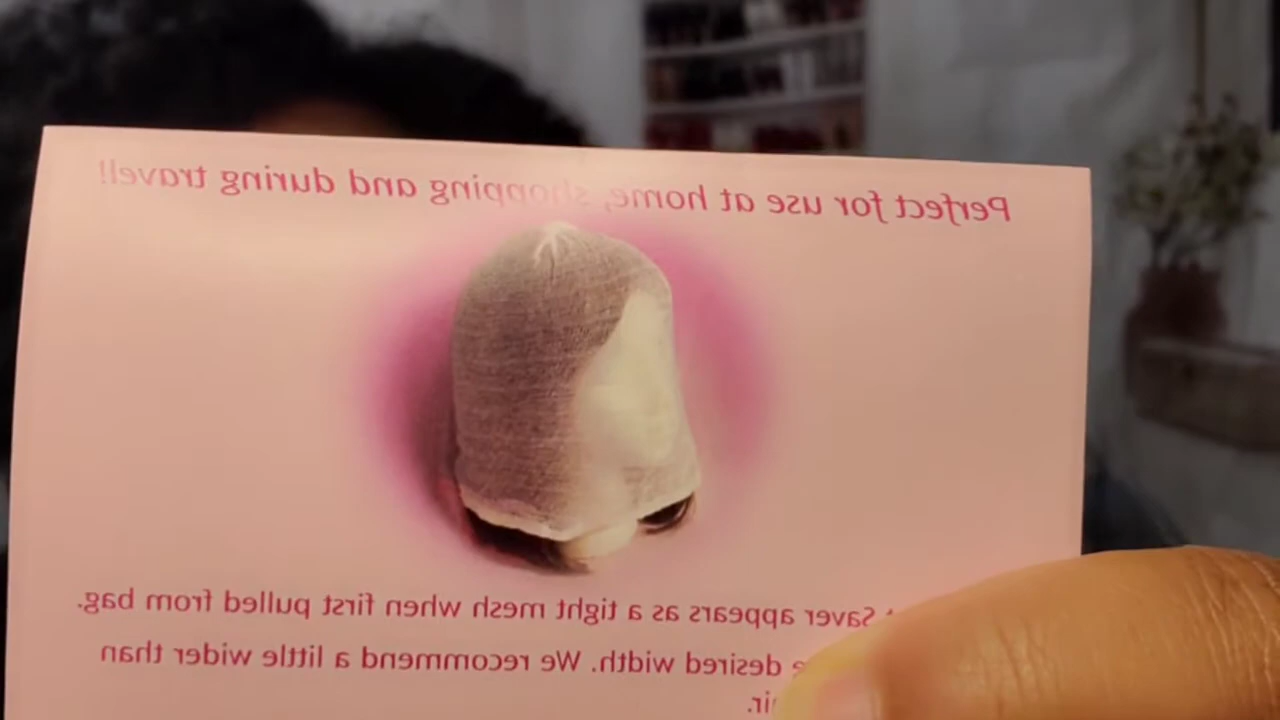 Perfect for use at home, shopping and during travel!
Saver appears as a tight mesh when first pulled from bag.
desired width. We recommend a little wider than